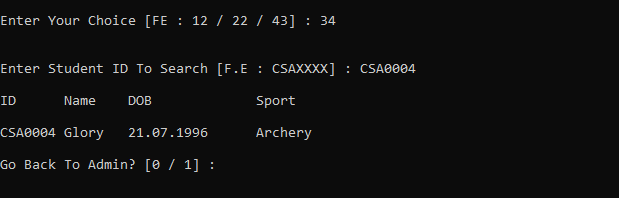 Enter Your Choice [FE : 12 / 22 / 43] : 34
Enter Student ID To Search [F.E : CSAXXXX] : CSA0004
ID Name DOB Sport
CSA0004 Glory 21.07.1996 Archery
Go Back To Admin? [0 / 1] :